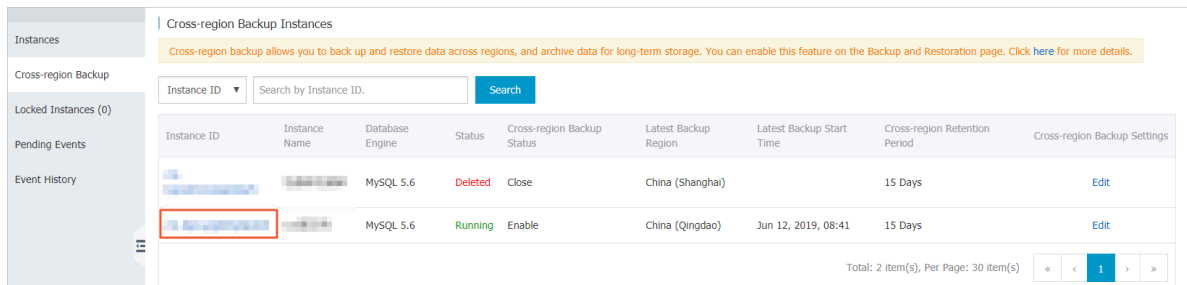 Cross-region Backup Instances
Instances
Cross-region backup allows you to back up and restore data across regions, and archive data for long-term storage. You can enable this feature on the Backup and Restoration page. Click here for more details.
Cross-region Backup
Instance ID ▼ Search by Instance ID. Search
Locked Instances (0)
Pending Events
Event History
Instance ID Instance Name Database Engine Status Cross-region Backup Status Latest Backup Region Latest Backup Start Time Cross-region Retention Period Cross-region Backup Settings
MySQL 5.6 Deleted Close China (Shanghai) 15 Days Edit
MySQL 5.6 Running Enable China (Qingdao) Jun 12, 2019, 08:41 15 Days Edit
Total: 2 item(s), Per Page: 30 item(s) « ‹ 1 › »